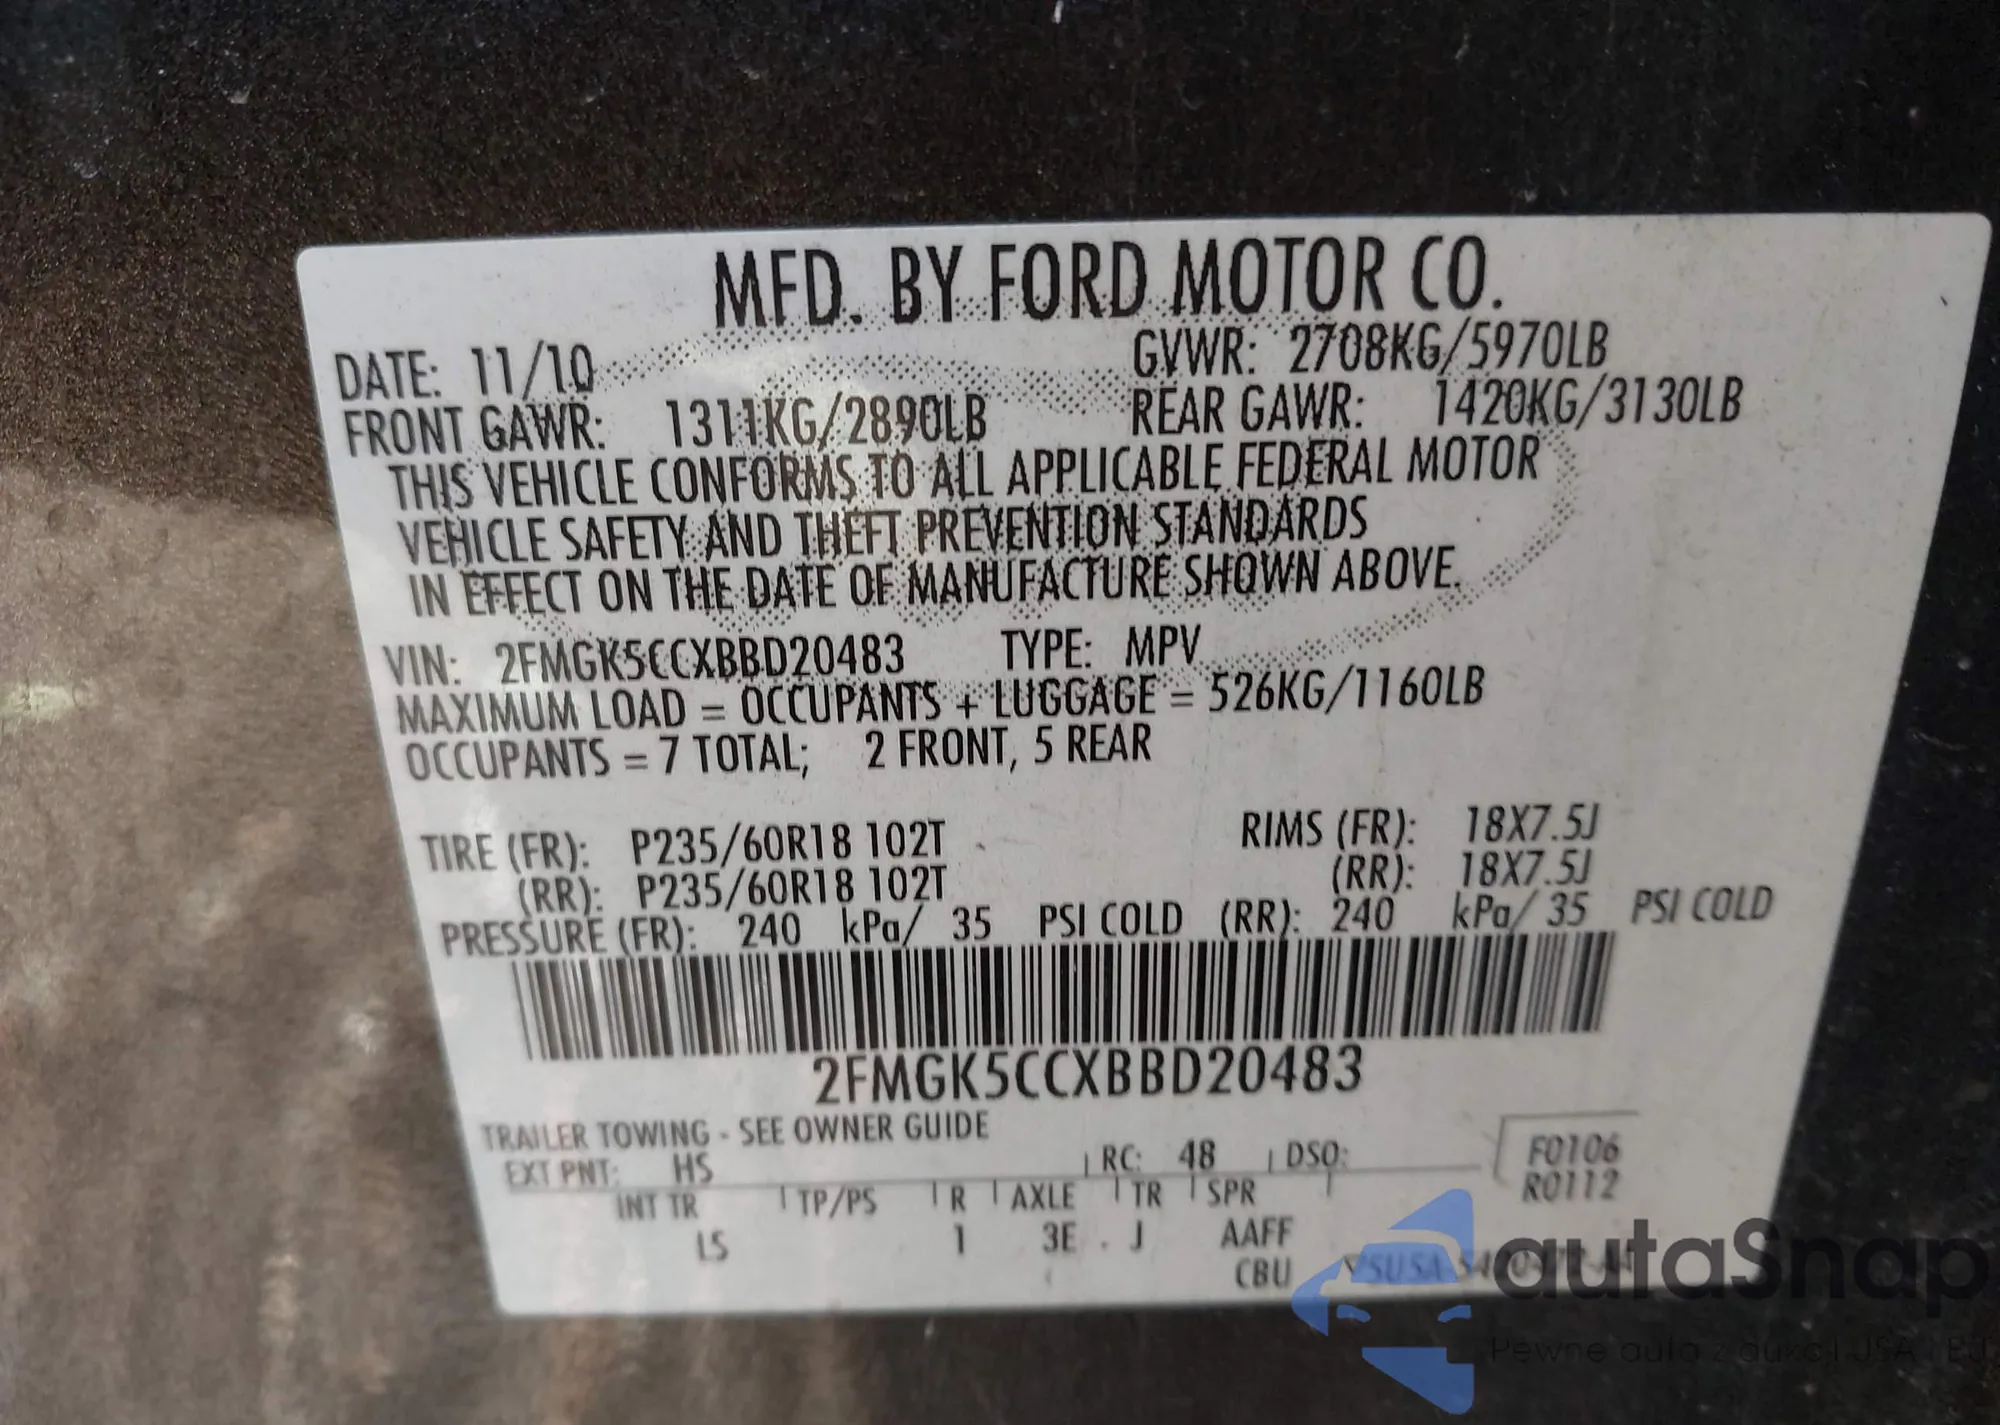 MFD. BY FORD MOTOR CO.
DATE: 11/10 GVWR: 2708KG/5970LB
FRONT GAWR: 1311KG/2890LB REAR GAWR: 1420KG/3130LB
THIS VEHICLE CONFORMS TO ALL APPLICABLE FEDERAL MOTOR
VEHICLE SAFETY AND THEFT PREVENTION STANDARDS
IN EFFECT ON THE DATE OF MANUFACTURE SHOWN ABOVE.
VIN: 2FMGK5CCXBBD20483 TYPE: MPV
MAXIMUM LOAD = OCCUPANTS + LUGGAGE = 526KG/1160LB
OCCUPANTS = 7 TOTAL; 2 FRONT, 5 REAR
TIRE (FR): P235/60R18 102T RIMS (FR): 18X7.5J
(RR): P235/60R18 102T (RR): 18X7.5J
PRESSURE (FR): 240 kPa/ 35 PSI COLD (RR): 240 kPa/ 35 PSI COLD
2FMGK5CCXBBD20483
TRAILER TOWING - SEE OWNER GUIDE
EXT PNT: HS RC: 48 DSO: F0106
R0112
INT TR TP/PS R AXLE TR SPR
LS 1 3E J AAFF
CBU
autaSnap
Pewne auta z aukcji USA i EU